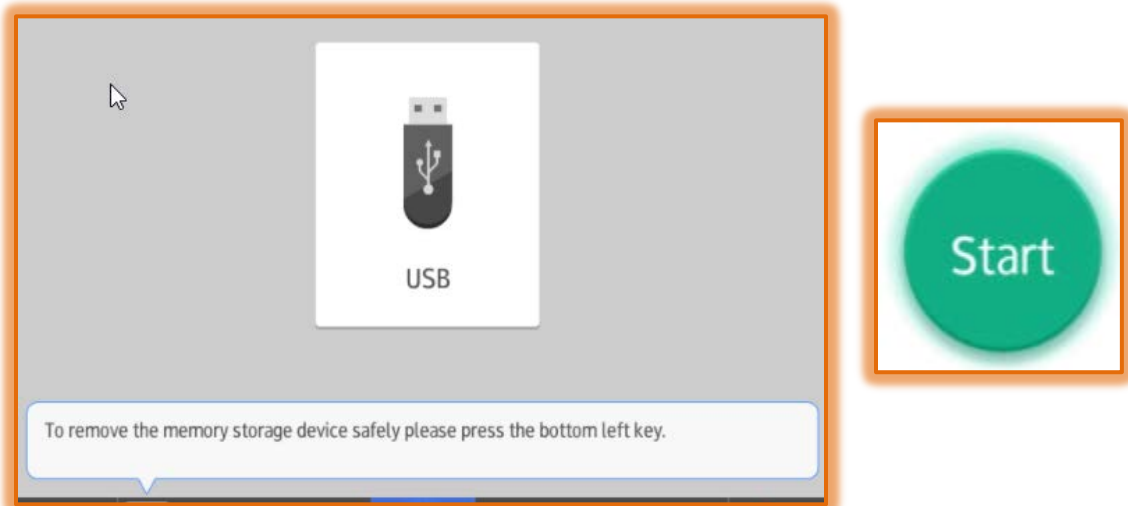 USB
Start
To remove the memory storage device safely please press the bottom left key.